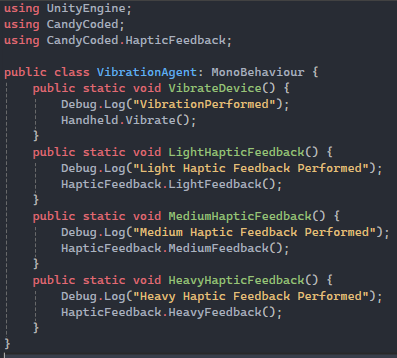 using UnityEngine;
using CandyCoded;
using CandyCoded.HapticFeedback;
public class VibrationAgent: MonoBehaviour {
public static void VibrateDevice() {
Debug.Log("VibrationPerformed");
Handheld.Vibrate();
}
public static void LightHapticFeedback() {
Debug.Log("Light Haptic Feedback Performed");
HapticFeedback.LightFeedback();
}
public static void MediumHapticFeedback() {
Debug.Log("Medium Haptic Feedback Performed");
HapticFeedback.MediumFeedback();
}
public static void HeavyHapticFeedback() {
Debug.Log("Heavy Haptic Feedback Performed");
HapticFeedback.HeavyFeedback();
}
}